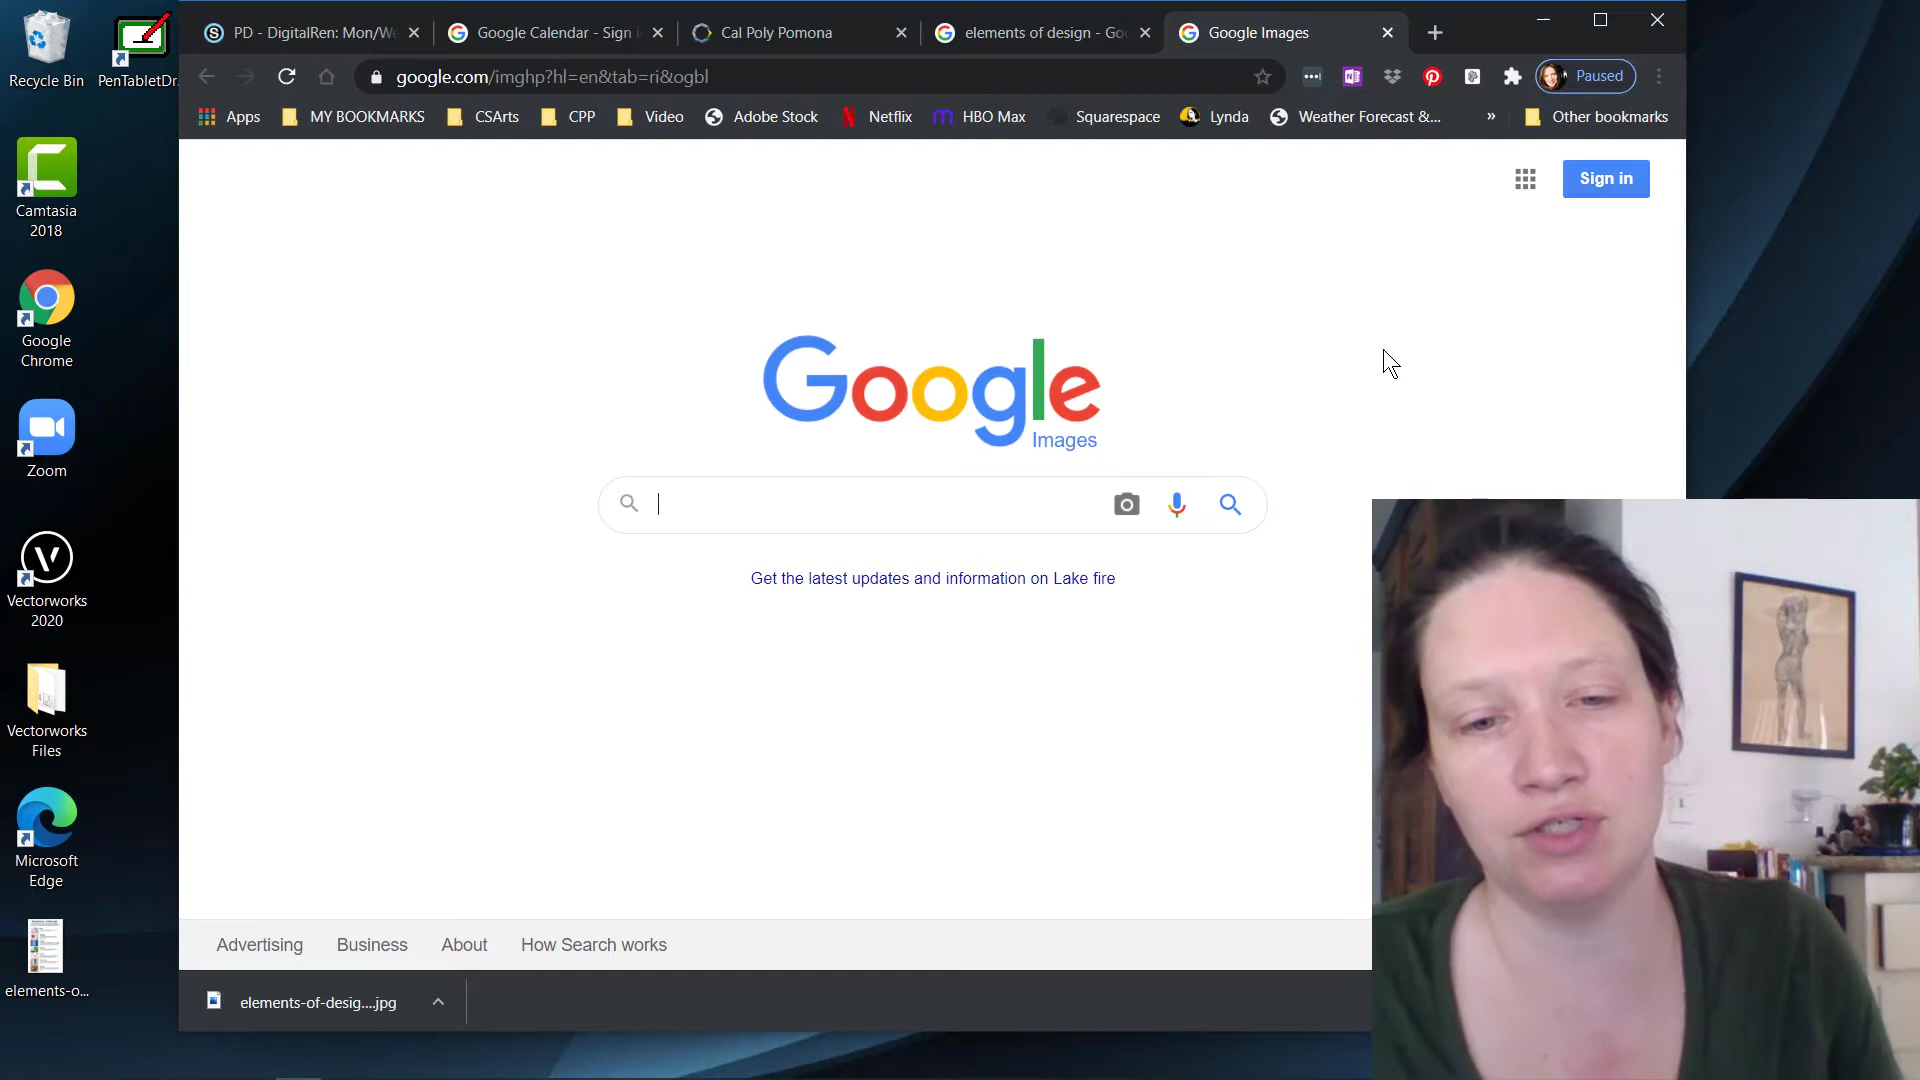 PD - DigitalRen: Mon/We
Google Calendar - Sign i
Cal Poly Pomona
elements of design - Goo
Google Images
google.com/imghp?hl=en&tab=ri&ogbl
Paused
Apps
MY BOOKMARKS
CSArts
CPP
Video
Adobe Stock
Netflix
HBO Max
Squarespace
Lynda
Weather Forecast &...
»
Other bookmarks
Recycle Bin
PenTabletDr...
Camtasia
2018
Google
Chrome
Zoom
Vectorworks
2020
Vectorworks
Files
Microsoft
Edge
elements-o...
Sign in
Google
Images
Get the latest updates and information on Lake fire
Advertising
Business
About
How Search works
elements-of-desig....jpg